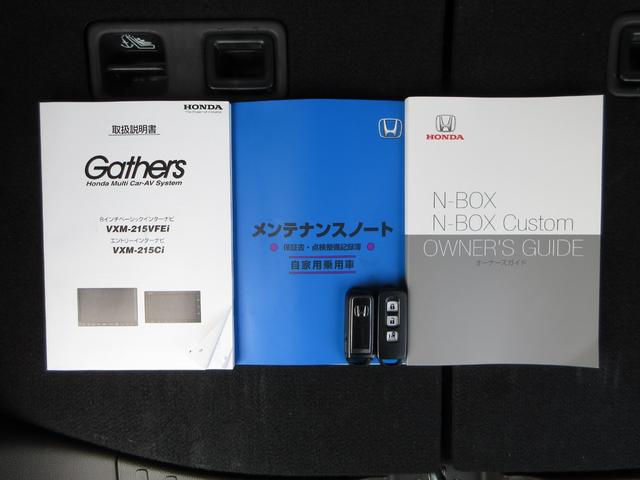 HONDA
The Power of Dreams
取扱説明書
Gathers
Honda Multi Car-AV System
8インチベーシックインターナビ
VXM-215VFEi
エントリーインターナビ
VXM-215Ci
メンテナンスノート
保証書・点検整備記録簿
自家用乗用車
HONDA
N-BOX
N-BOX Custom
OWNER'S GUIDE
オーナーズガイド